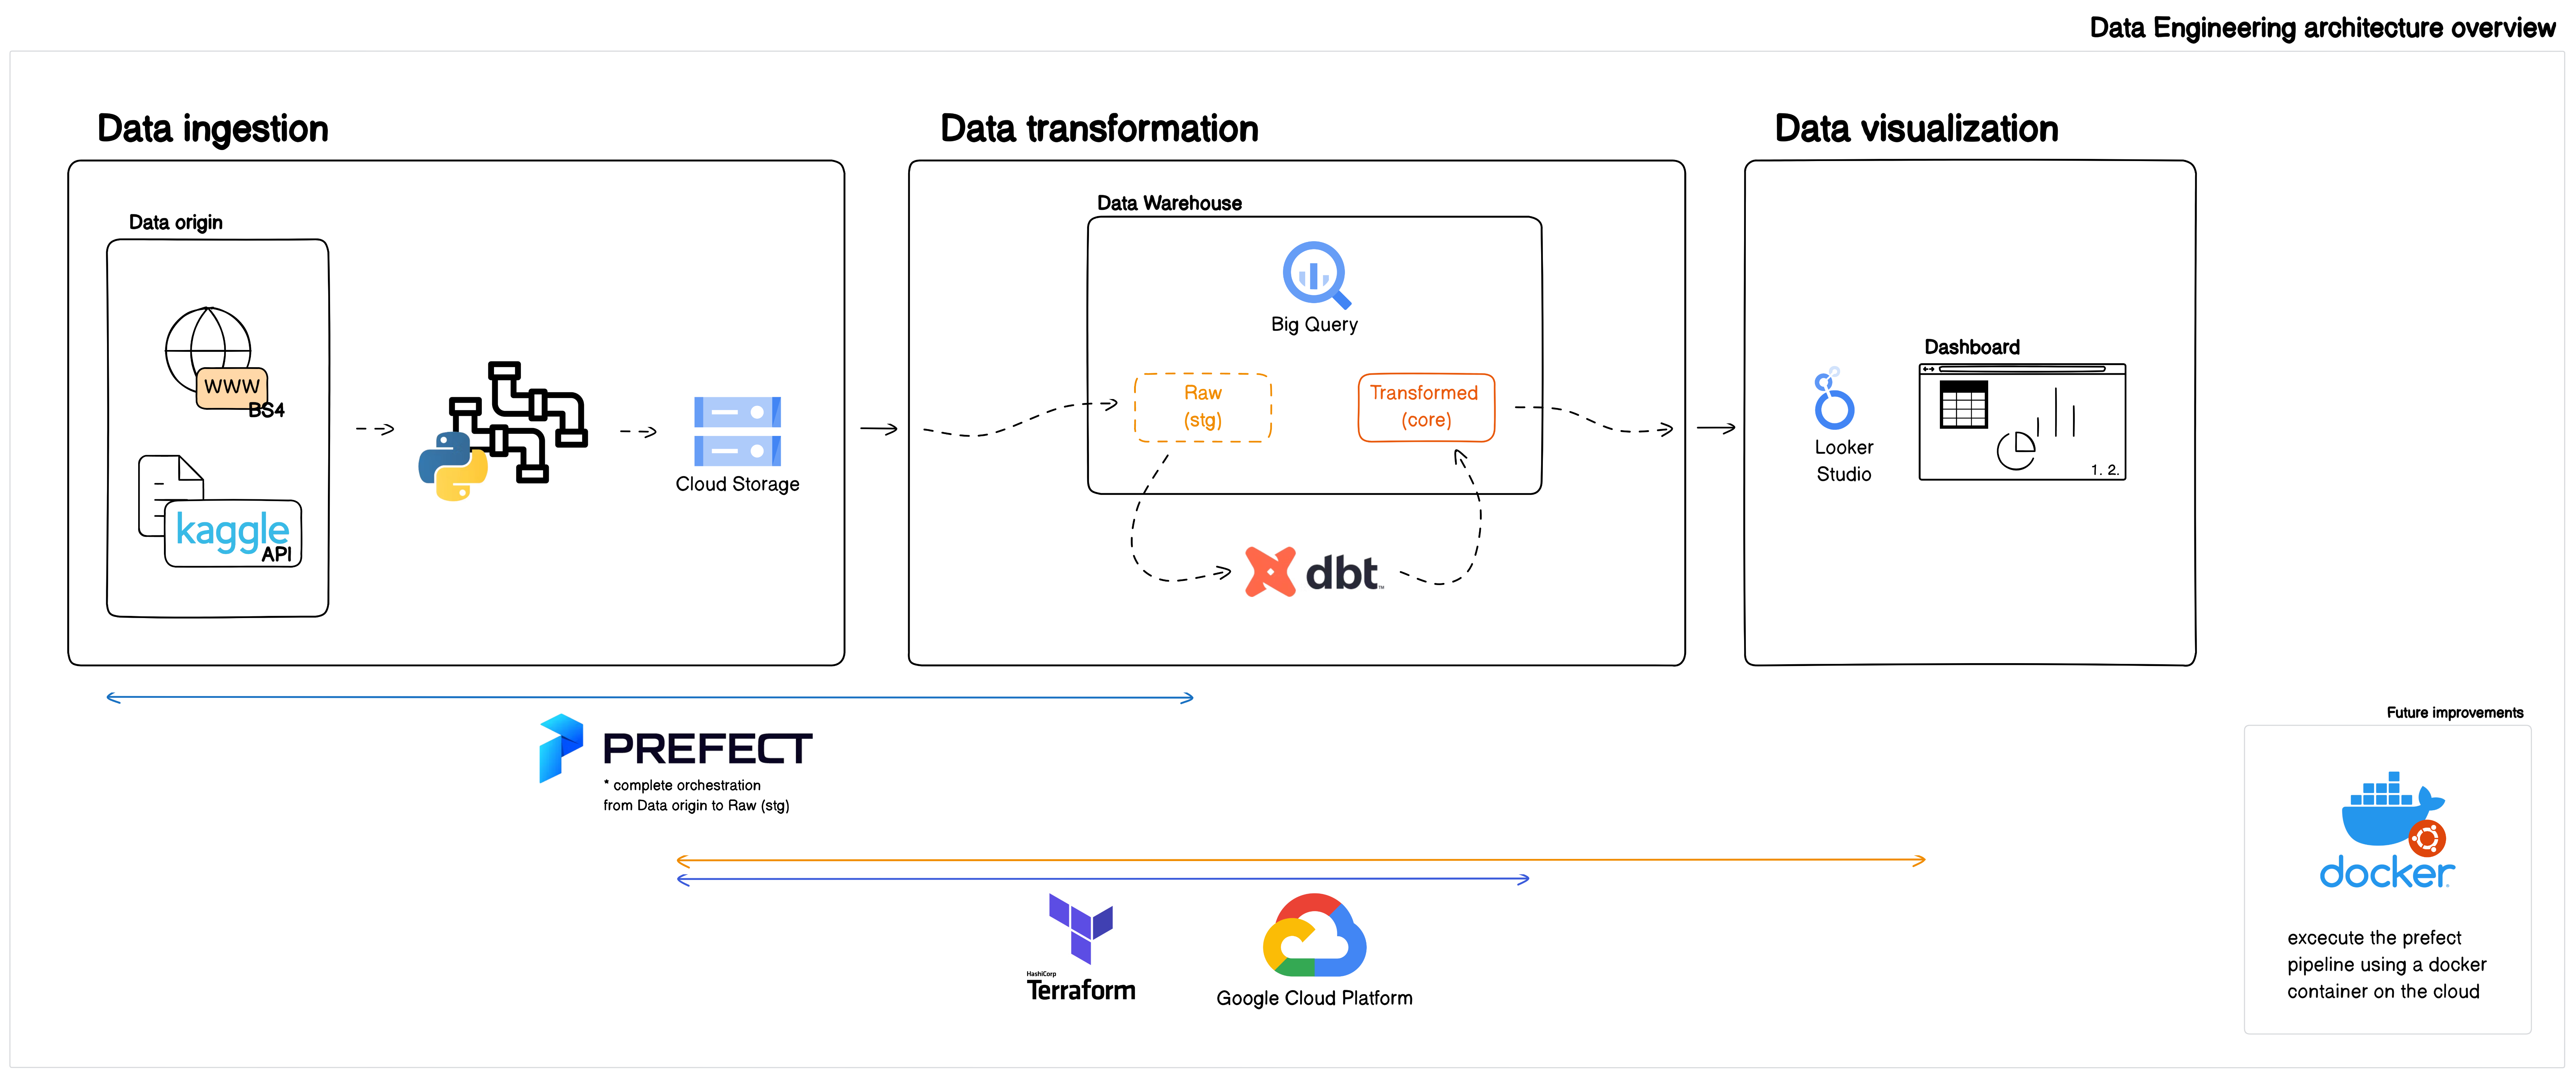 Data Engineering architecture overview
Data ingestion
Data origin
WWW
BS4
kaggle
API
Cloud Storage
Data transformation
Data Warehouse
Big Query
Raw
(stg)
Transformed
(core)
dbt
Data visualization
Looker
Studio
Dashboard
1. 2.
PREFECT
* complete orchestration
from Data origin to Raw (stg)
HashiCorp
Terraform
Google Cloud Platform
Future improvements
docker
excecute the prefect
pipeline using a docker
container on the cloud